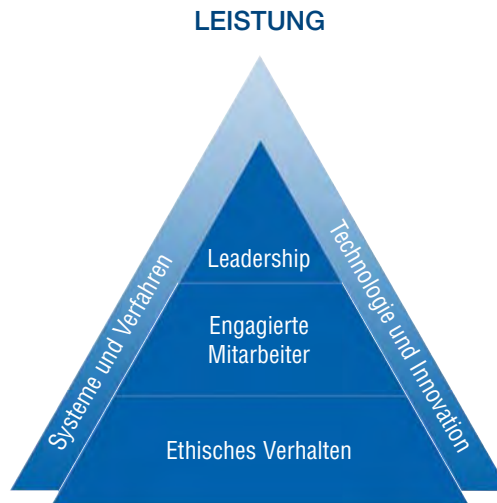 LEISTUNG
Systeme und Verfahren
Technologie und Innovation
Leadership
Engagierte
Mitarbeiter
Ethisches Verhalten